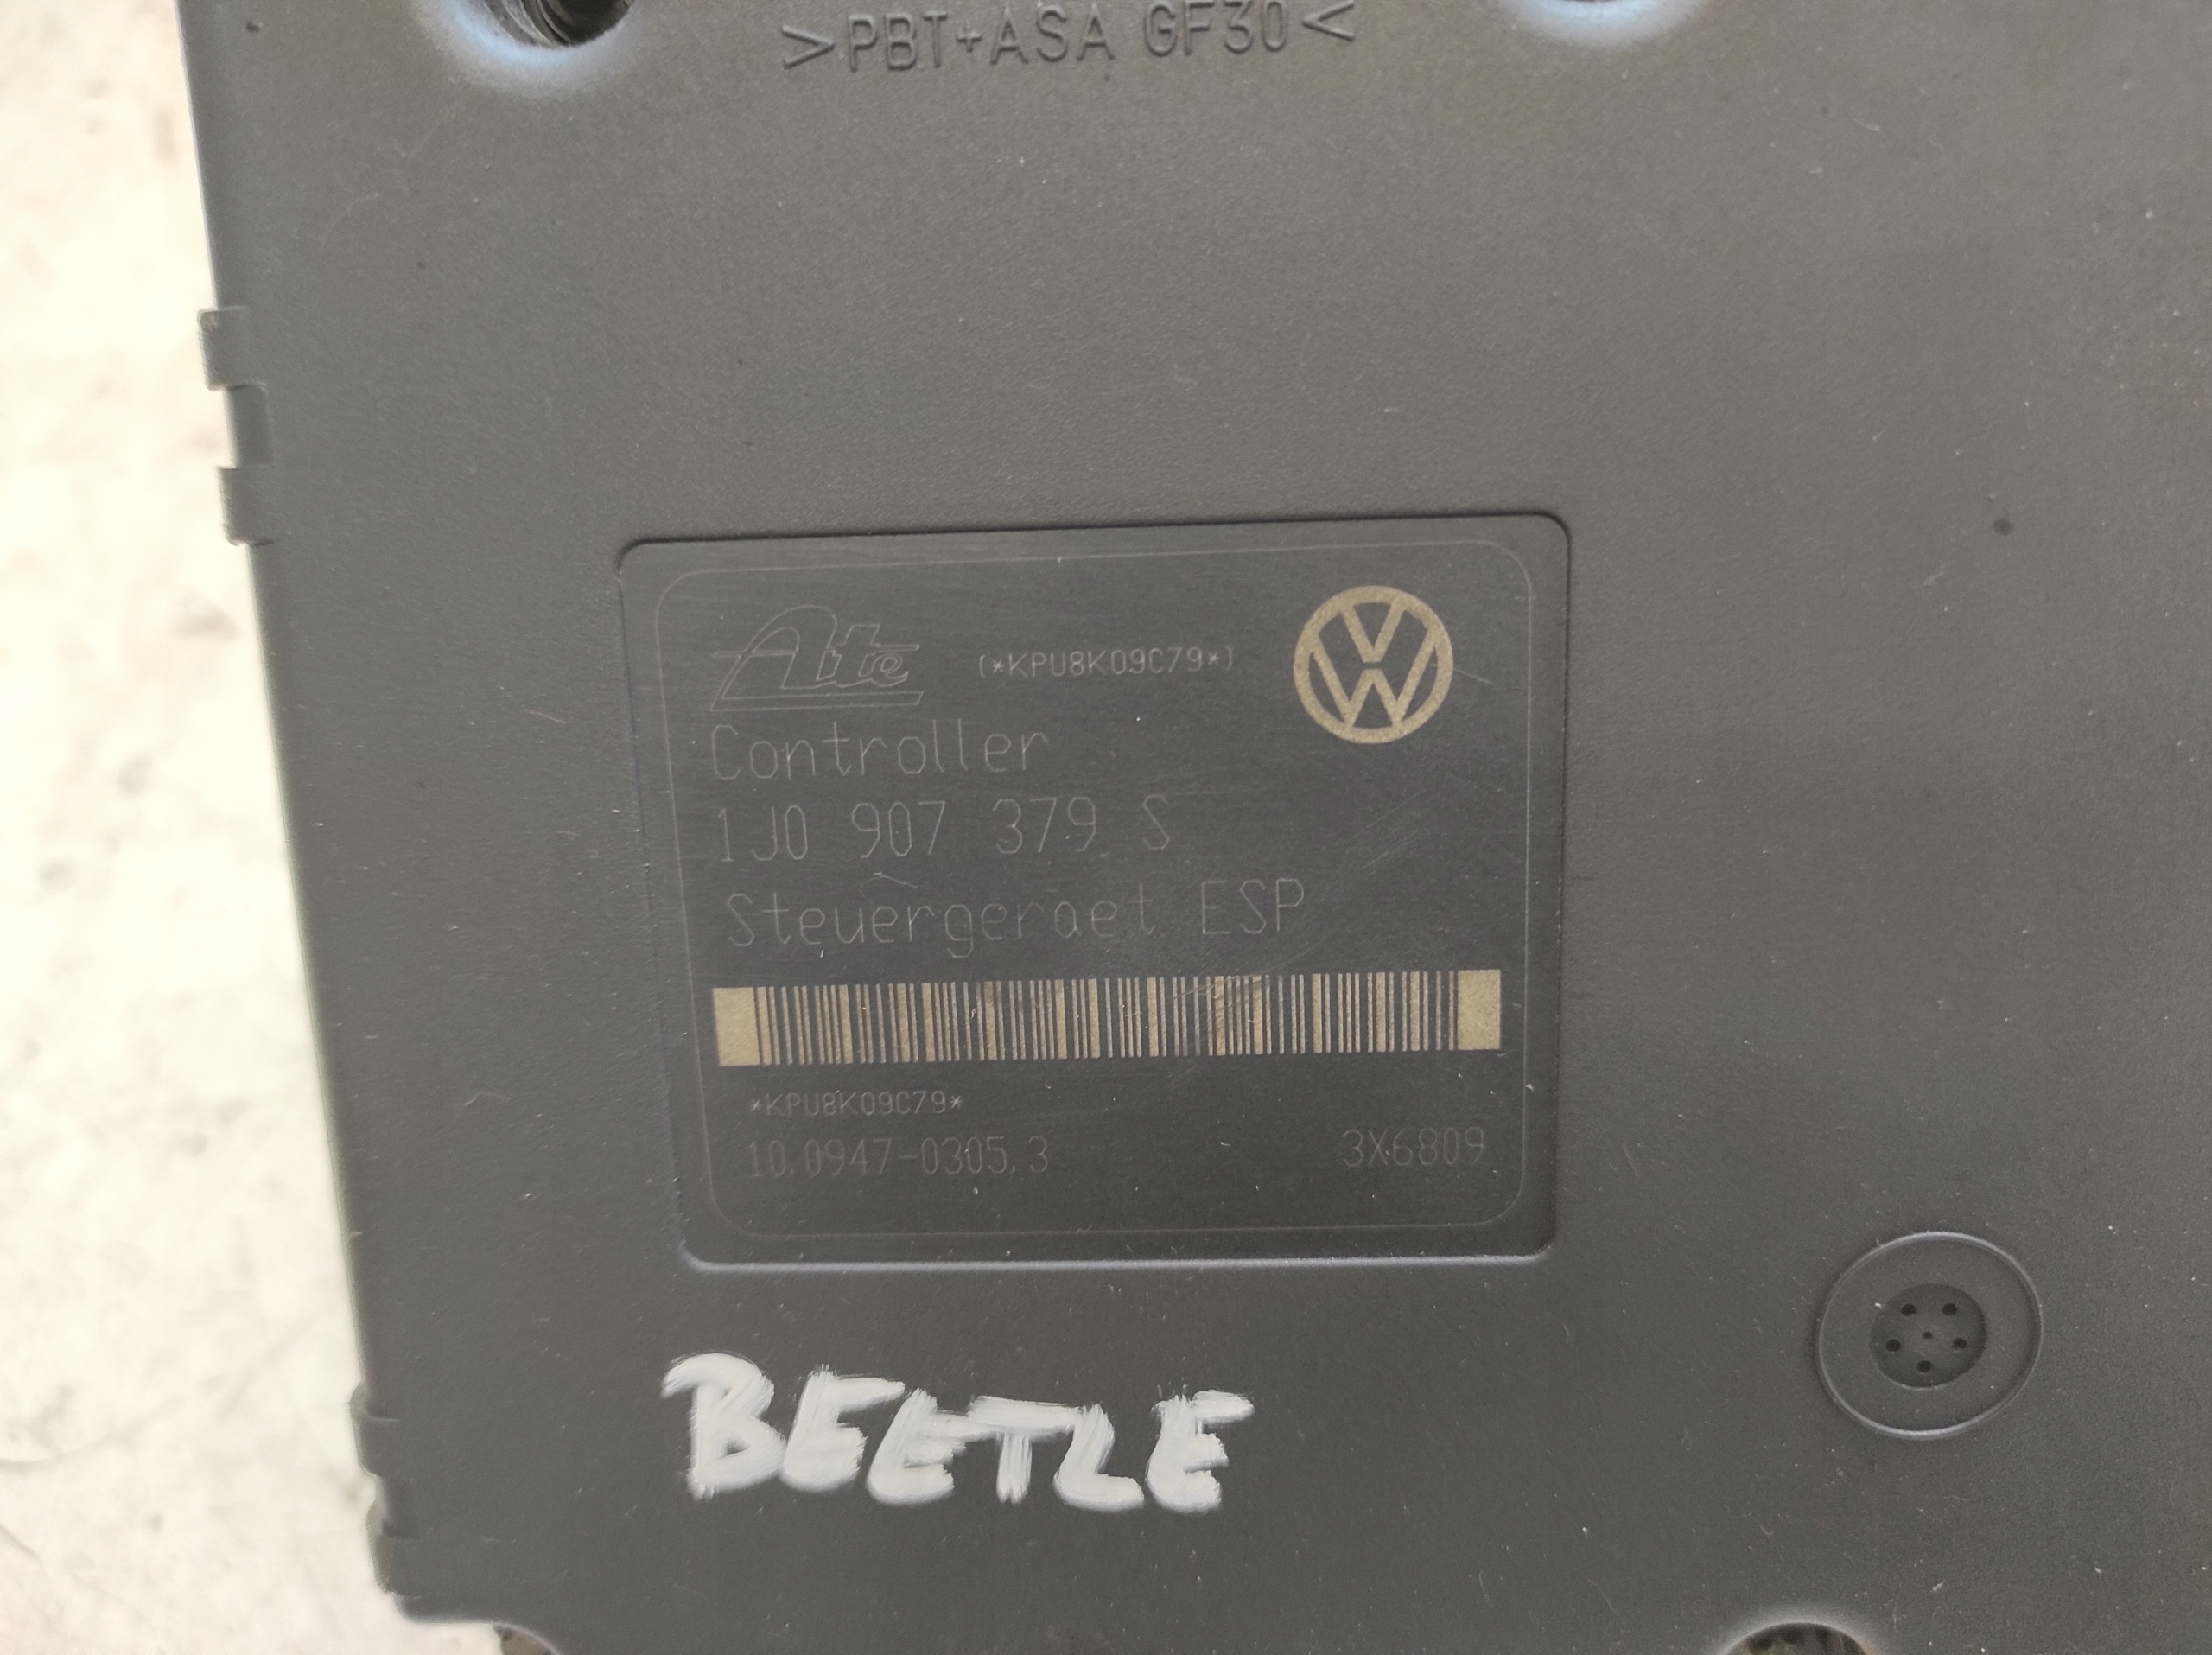 >PBT+ASA GF30<
Ate (*KPU8K09C79*)
Controller
1J0 907 379 S
Steuergeraet ESP
*KPU8K09C79*
10.0947-0305.3 3X6809
BEETLE